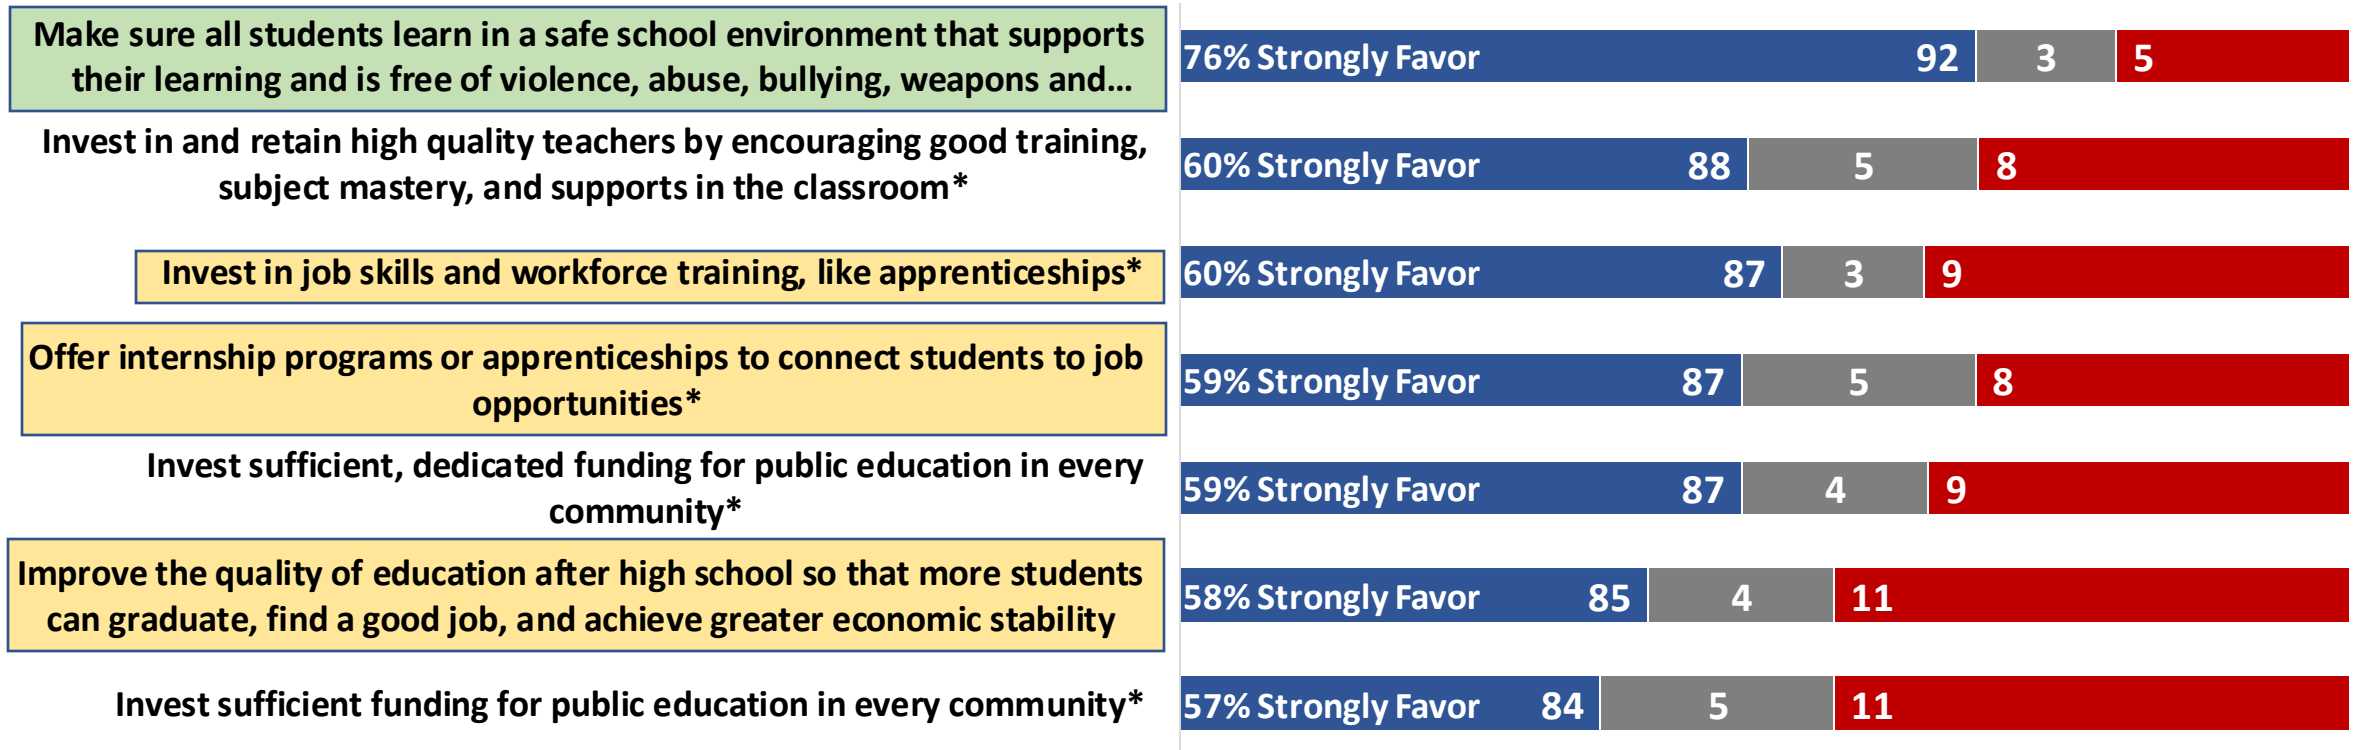 Make sure all students learn in a safe school environment that supports
their learning and is free of violence, abuse, bullying, weapons and...
76% Strongly Favor 92 3 5
Invest in and retain high quality teachers by encouraging good training,
subject mastery, and supports in the classroom*
60% Strongly Favor 88 5 8
Invest in job skills and workforce training, like apprenticeships*
60% Strongly Favor 87 3 9
Offer internship programs or apprenticeships to connect students to job
opportunities*
59% Strongly Favor 87 5 8
Invest sufficient, dedicated funding for public education in every
community*
59% Strongly Favor 87 4 9
Improve the quality of education after high school so that more students
can graduate, find a good job, and achieve greater economic stability
58% Strongly Favor 85 4 11
Invest sufficient funding for public education in every community*
57% Strongly Favor 84 5 11